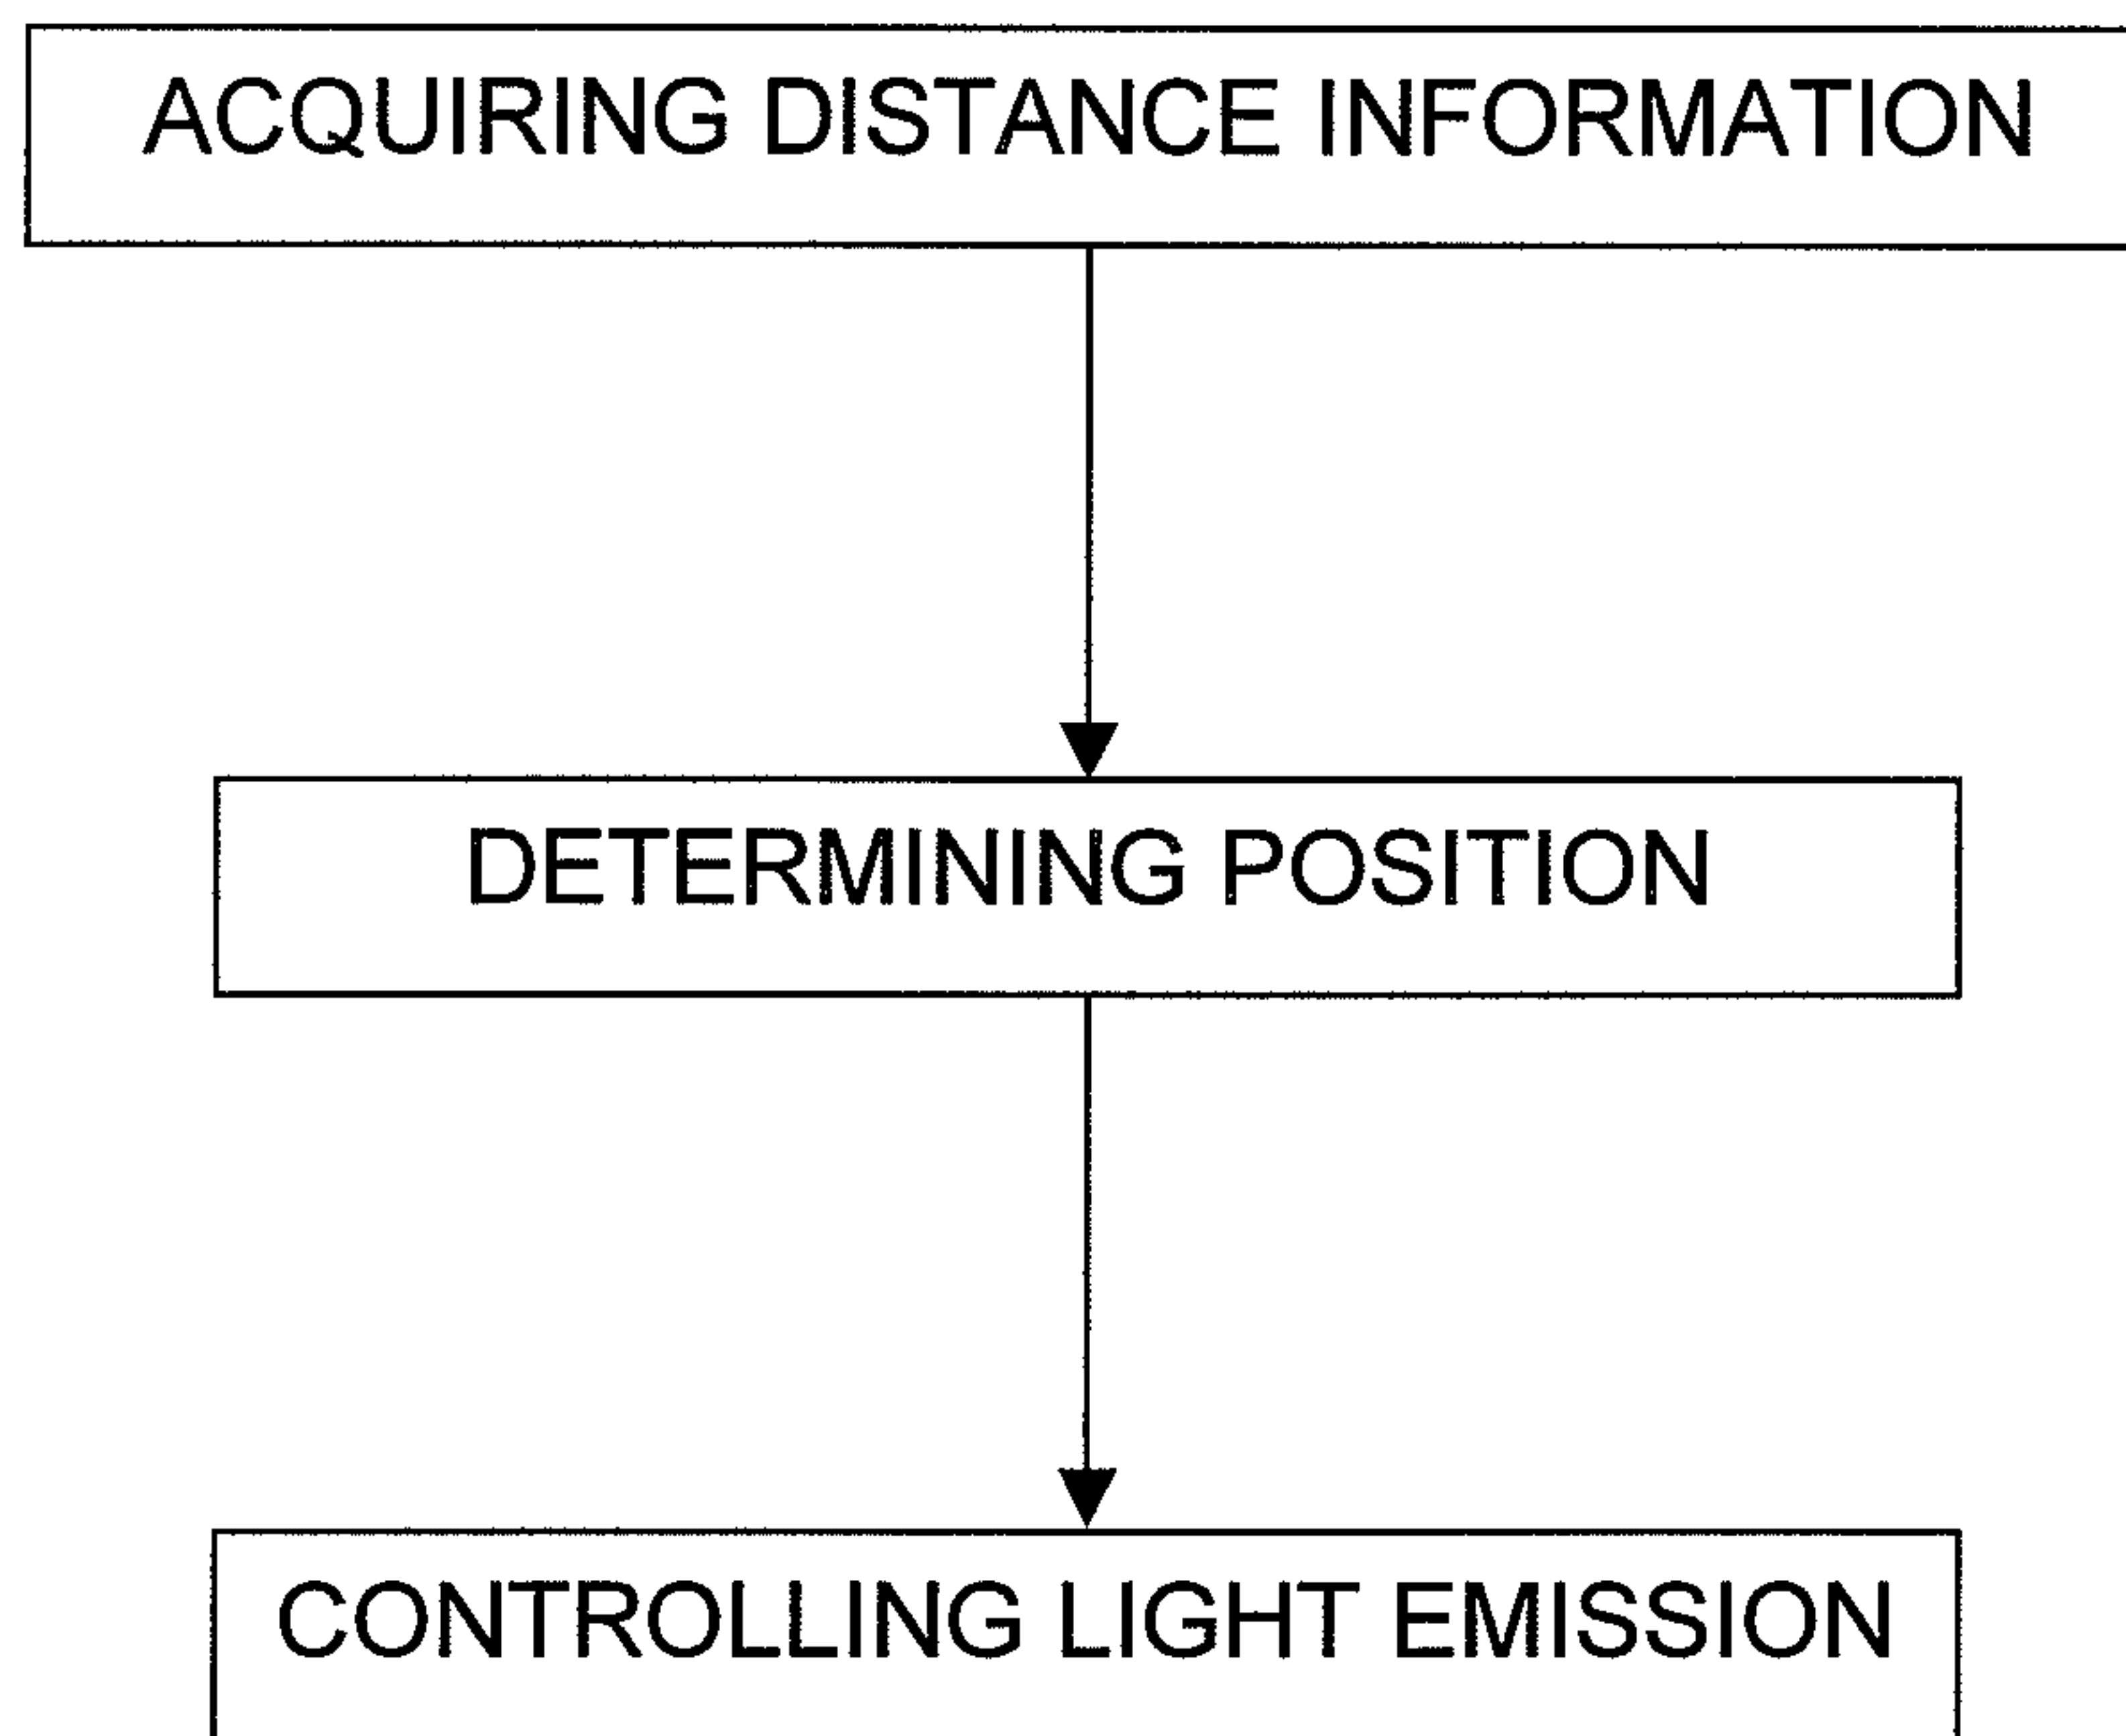 ACQUIRING DISTANCE INFORMATION
DETERMINING POSITION
CONTROLLING LIGHT EMISSION